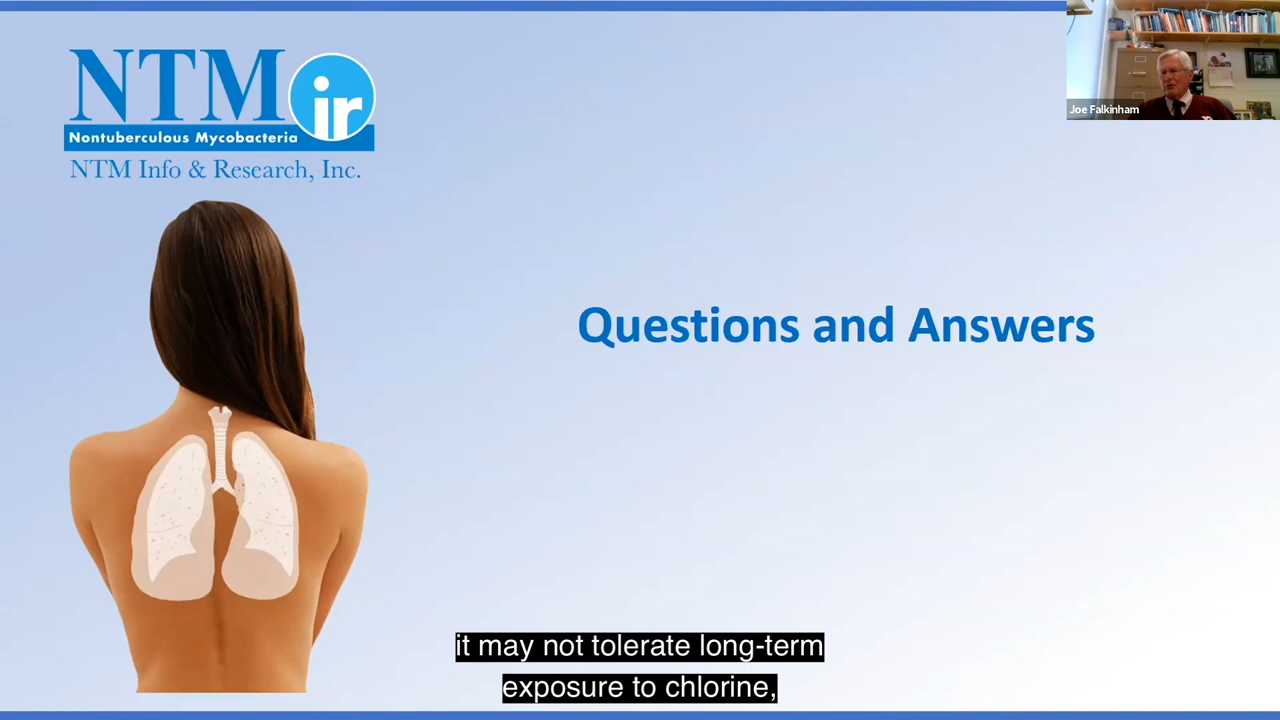 NTM
ir
Nontuberculous Mycobacteria
NTM Info & Research, Inc.
Joe Falkinham
Questions and Answers
it may not tolerate long-term
exposure to chlorine,